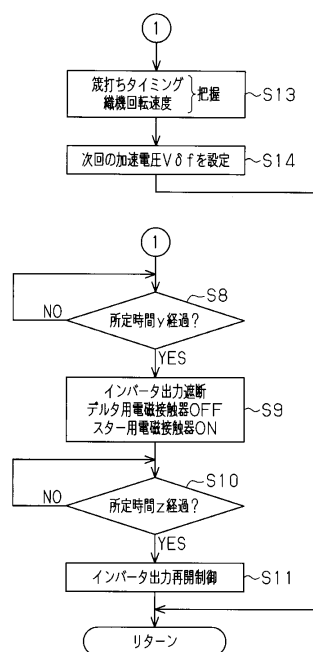 1
筬打ちタイミング
織機回転速度
把握
S13
次回の加速電圧Vδfを設定
S14
1
S8
所定時間y経過?
NO
YES
インバータ出力遮断
デルタ用電磁接触器OFF
スター用電磁接触器ON
S9
S10
所定時間z経過?
NO
YES
インバータ出力再開制御
S11
リターン